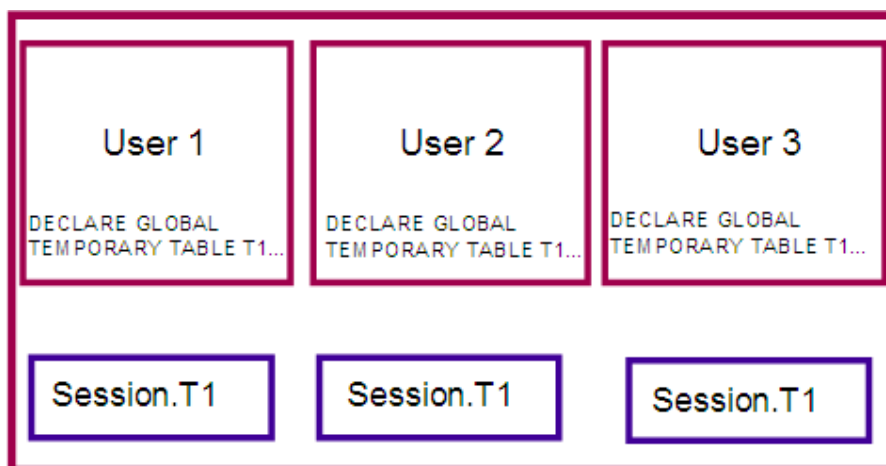 User 1
DECLARE GLOBAL
TEMPORARY TABLE T1...
User 2
DECLARE GLOBAL
TEMPORARY TABLE T1...
User 3
DECLARE GLOBAL
TEMPORARY TABLE T1...
Session.T1
Session.T1
Session.T1